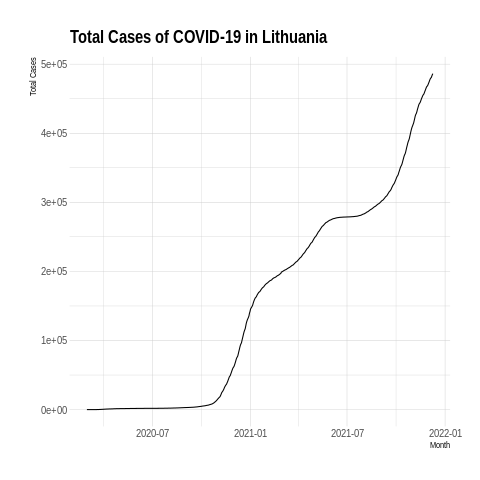 Total Cases of COVID-19 in Lithuania
Total Cases
5e+05
4e+05
3e+05
2e+05
1e+05
0e+00
2020-07 2021-01 2021-07 2022-01
Month